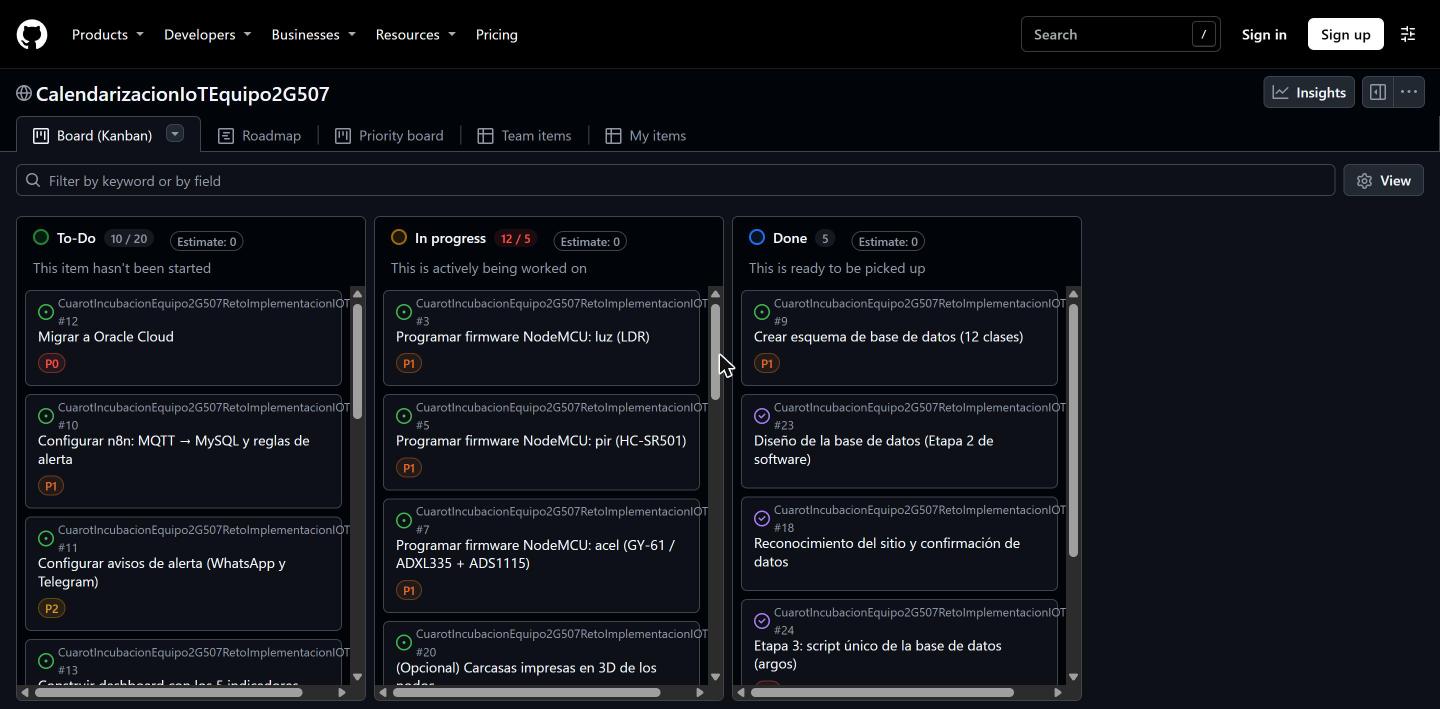 Products Developers Businesses Resources Pricing Search / Sign in Sign up
CalendarizacionIoTEquipo2G507 Insights ...
Board (Kanban) Roadmap Priority board Team items My items
Filter by keyword or by field View
To-Do 10 / 20 Estimate: 0
This item hasn't been started
CuarotIncubacionEquipo2G507RetoImplementacionIOT
#12
Migrar a Oracle Cloud
P0
CuarotIncubacionEquipo2G507RetoImplementacionIOT
#10
Configurar n8n: MQTT → MySQL y reglas de
alerta
P1
CuarotIncubacionEquipo2G507RetoImplementacionIOT
#11
Configurar avisos de alerta (WhatsApp y
Telegram)
P2
CuarotIncubacionEquipo2G507RetoImplementacionIOT
#13
Construir dashboard con los 5 indicadores
In progress 12 / 5 Estimate: 0
This is actively being worked on
CuarotIncubacionEquipo2G507RetoImplementacionIOT
#3
Programar firmware NodeMCU: luz (LDR)
P1
CuarotIncubacionEquipo2G507RetoImplementacionIOT
#5
Programar firmware NodeMCU: pir (HC-SR501)
P1
CuarotIncubacionEquipo2G507RetoImplementacionIOT
#7
Programar firmware NodeMCU: acel (GY-61 /
ADXL335 + ADS1115)
P1
CuarotIncubacionEquipo2G507RetoImplementacionIOT
#20
(Opcional) Carcasas impresas en 3D de los
nodos
Done 5 Estimate: 0
This is ready to be picked up
CuarotIncubacionEquipo2G507RetoImplementacionIOT
#9
Crear esquema de base de datos (12 clases)
P1
CuarotIncubacionEquipo2G507RetoImplementacionIOT
#23
Diseño de la base de datos (Etapa 2 de
software)
CuarotIncubacionEquipo2G507RetoImplementacionIOT
#18
Reconocimiento del sitio y confirmación de
datos
CuarotIncubacionEquipo2G507RetoImplementacionIOT
#24
Etapa 3: script único de la base de datos
(argos)